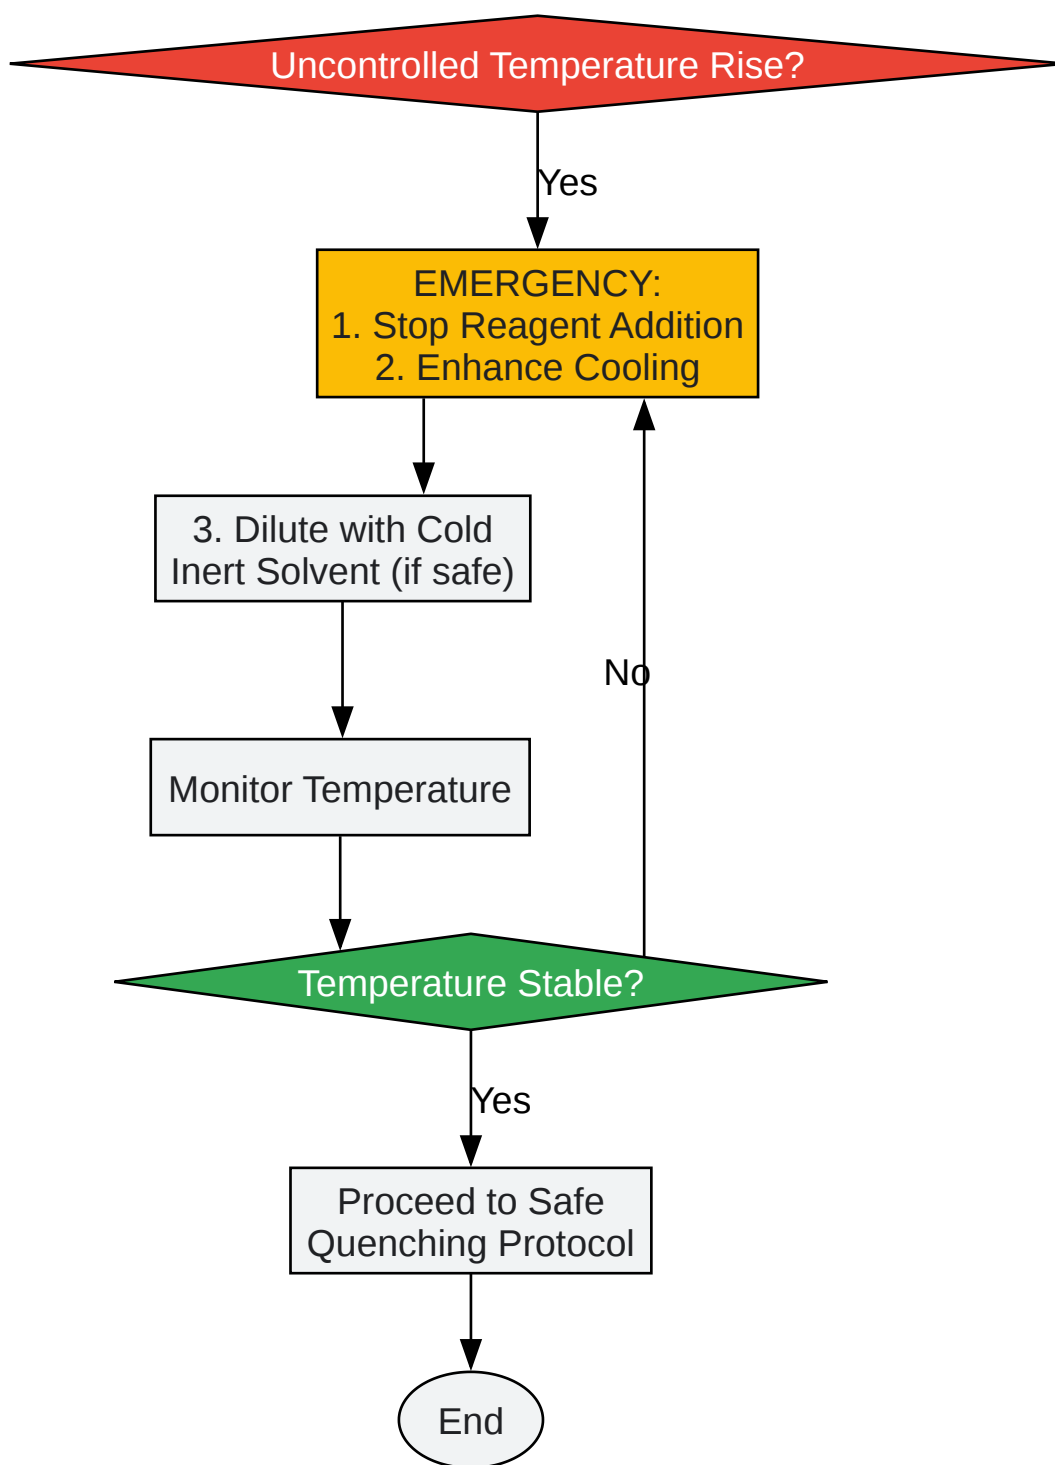 Uncontrolled Temperature Rise?
Yes
EMERGENCY:
1. Stop Reagent Addition
2. Enhance Cooling
3. Dilute with Cold
Inert Solvent (if safe)
No
Monitor Temperature
Temperature Stable?
Yes
Proceed to Safe
Quenching Protocol
End